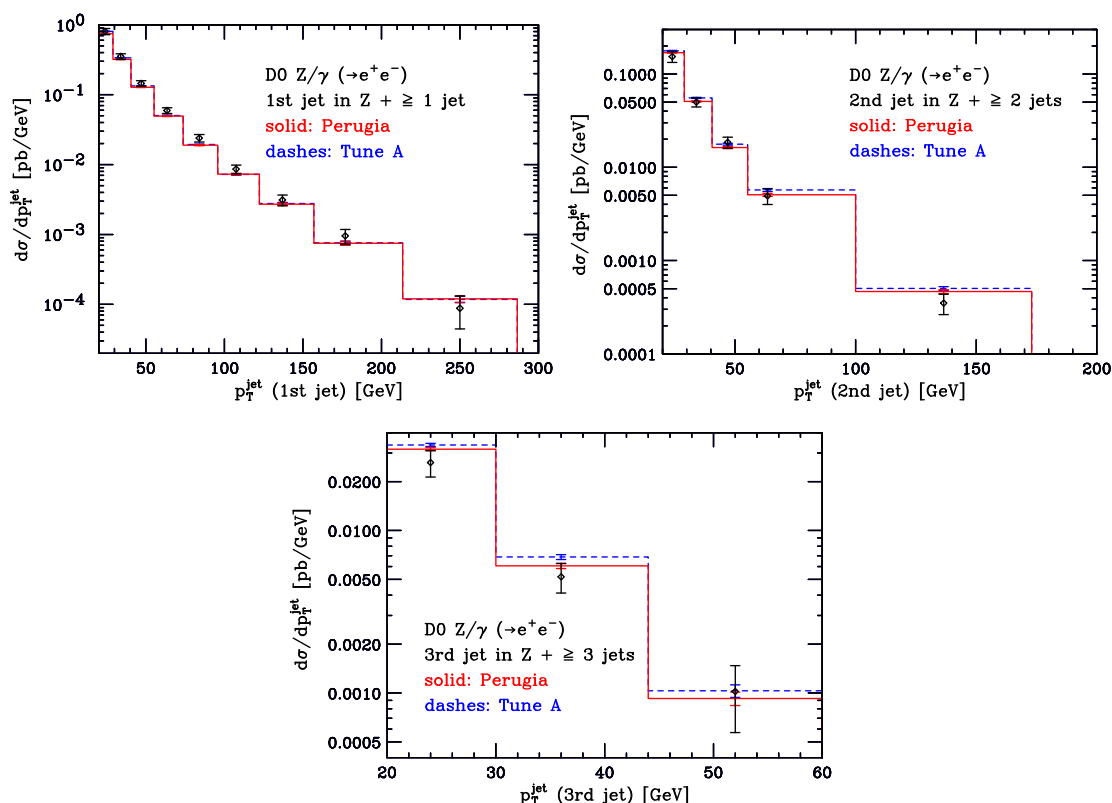 10⁰
10⁻¹
10⁻²
10⁻³
10⁻⁴
dσ/dp_T^jet [pb/GeV]
D0 Z/γ (→e⁺e⁻)
1st jet in Z + ≧ 1 jet
solid: Perugia
dashes: Tune A
50 100 150 200 250 300
p_T^jet (1st jet) [GeV]
0.1000
0.0500
0.0100
0.0050
0.0010
0.0005
0.0001
dσ/dp_T^jet [pb/GeV]
D0 Z/γ (→e⁺e⁻)
2nd jet in Z + ≧ 2 jets
solid: Perugia
dashes: Tune A
50 100 150 200
p_T^jet (2nd jet) [GeV]
0.0200
0.0100
0.0050
0.0020
0.0010
0.0005
dσ/dp_T^jet [pb/GeV]
D0 Z/γ (→e⁺e⁻)
3rd jet in Z + ≧ 3 jets
solid: Perugia
dashes: Tune A
20 30 40 50 60
p_T^jet (3rd jet) [GeV]